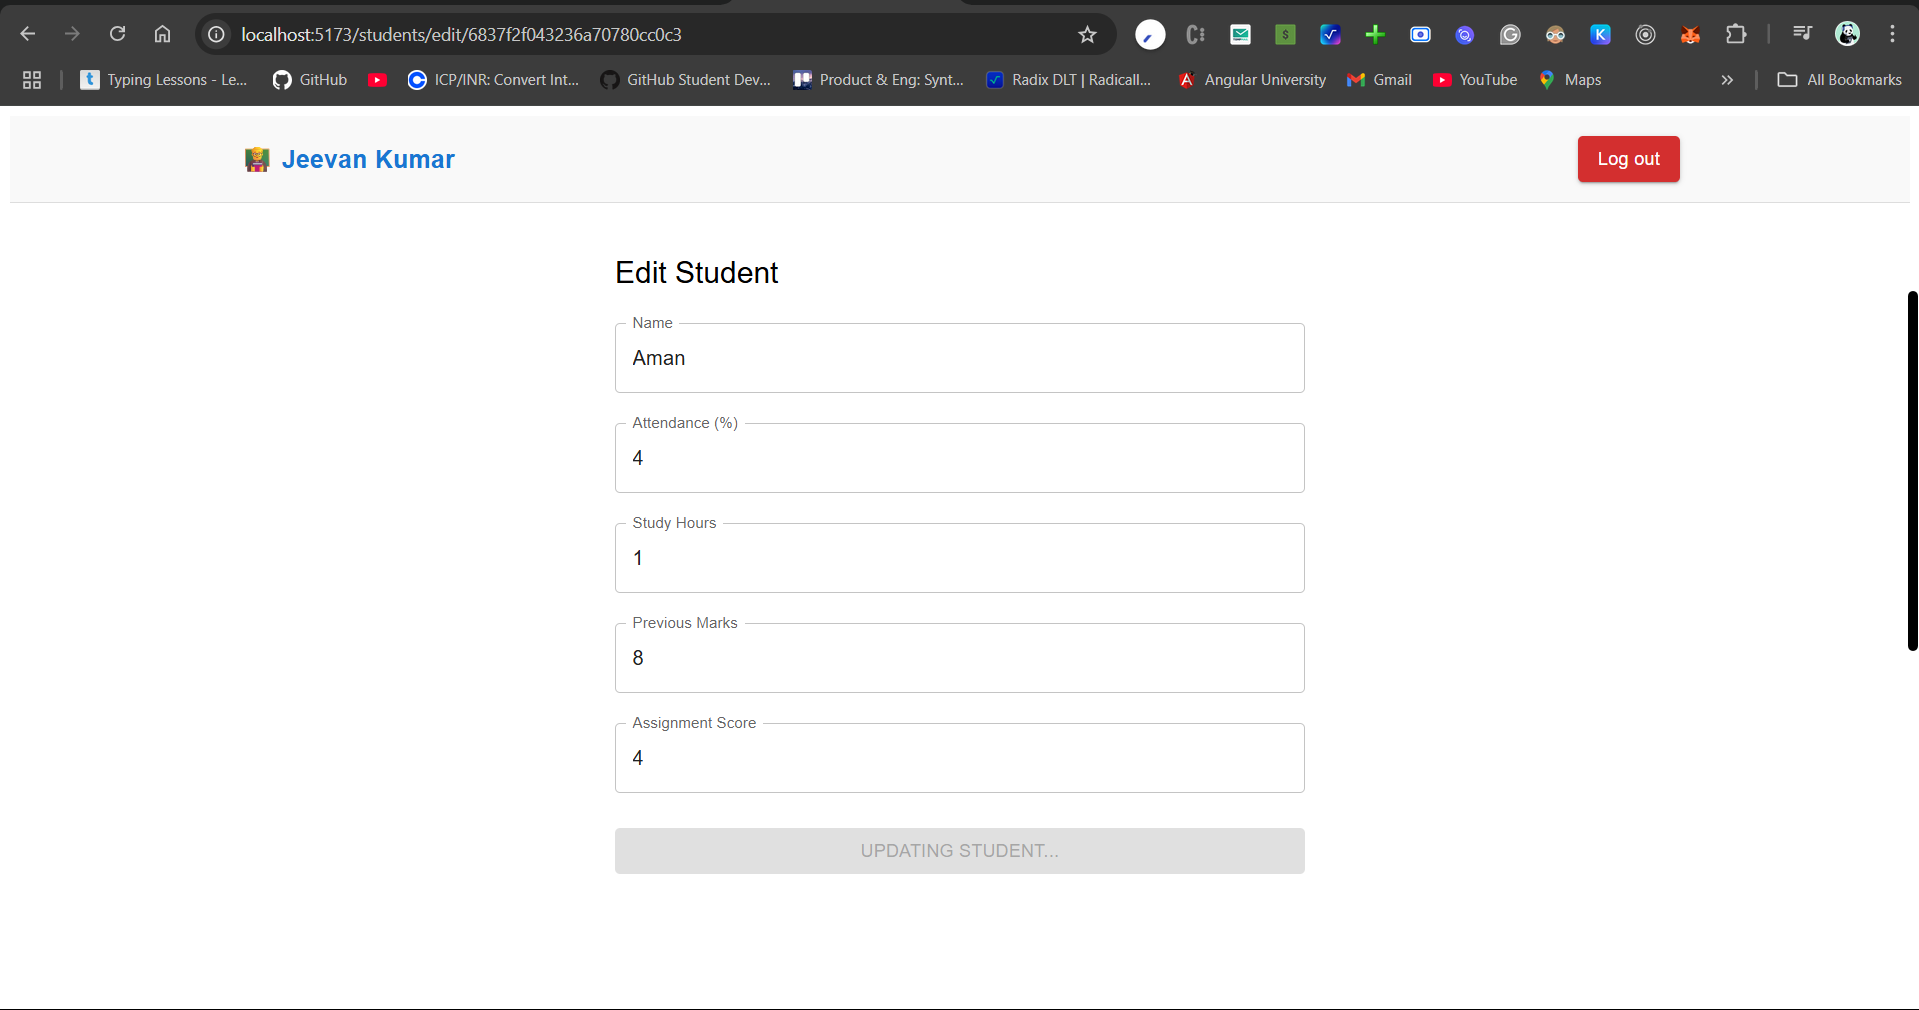 localhost:5173/students/edit/6837f2f043236a70780cc0c3
Typing Lessons - Le...
GitHub
ICP/INR: Convert Int...
GitHub Student Dev...
Product & Eng: Synt...
Radix DLT | Radicall...
Angular University
Gmail
YouTube
Maps
All Bookmarks
Jeevan Kumar
Log out
Edit Student
Name
Aman
Attendance (%)
4
Study Hours
1
Previous Marks
8
Assignment Score
4
UPDATING STUDENT...